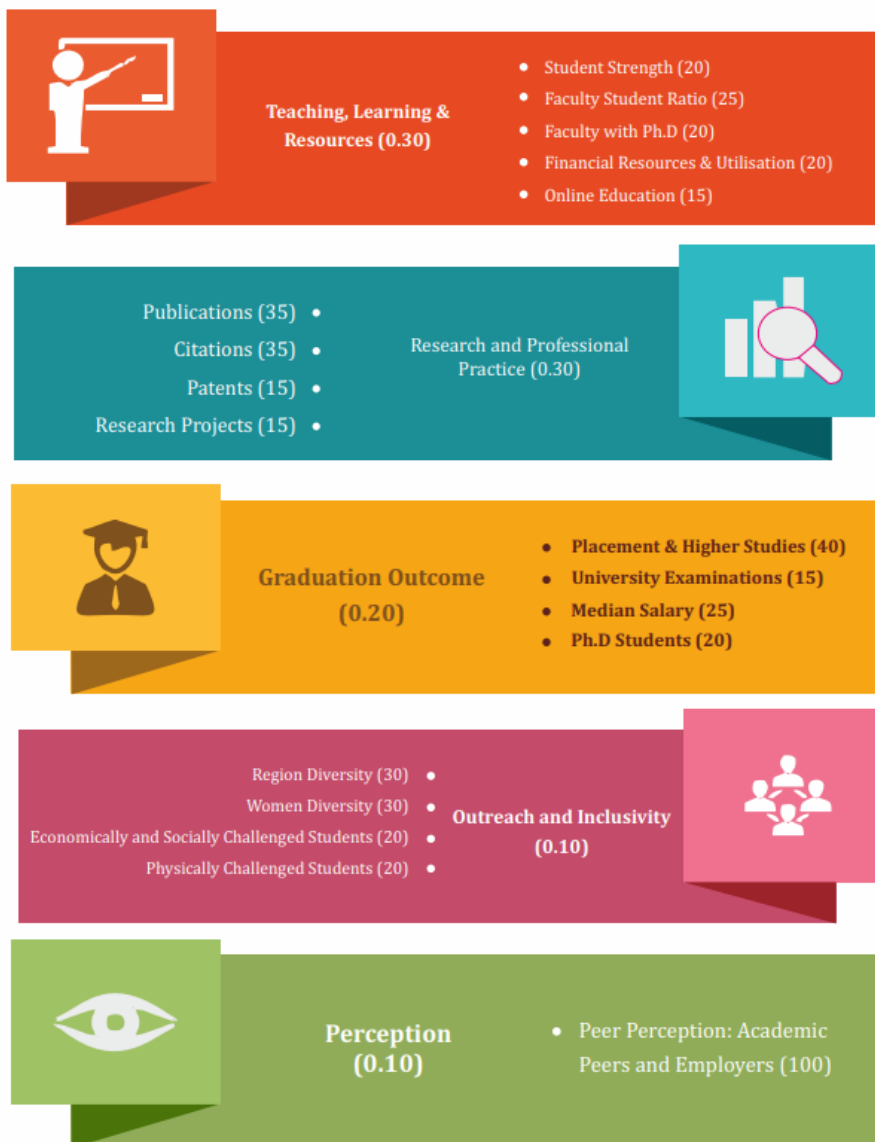 Teaching, Learning &
Resources (0.30)
• Student Strength (20)
• Faculty Student Ratio (25)
• Faculty with Ph.D (20)
• Financial Resources & Utilisation (20)
• Online Education (15)
Publications (35) •
Citations (35) •
Patents (15) •
Research Projects (15) •
Research and Professional
Practice (0.30)
Graduation Outcome
(0.20)
• Placement & Higher Studies (40)
• University Examinations (15)
• Median Salary (25)
• Ph.D Students (20)
Region Diversity (30) •
Women Diversity (30) •
Economically and Socially Challenged Students (20) •
Physically Challenged Students (20) •
Outreach and Inclusivity
(0.10)
Perception
(0.10)
• Peer Perception: Academic
Peers and Employers (100)